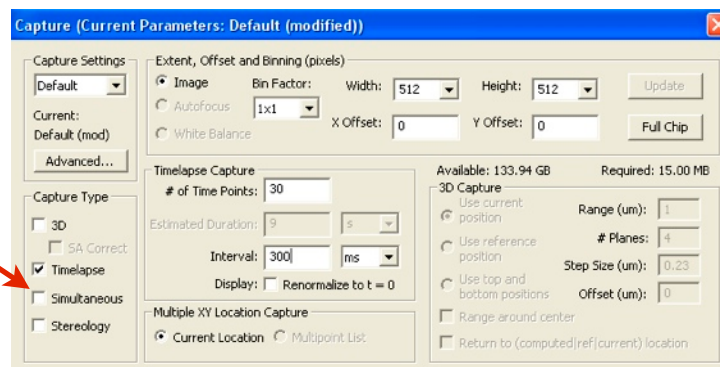 Capture (Current Parameters: Default (modified))
Capture Settings
Default
Current:
Default (mod)
Advanced...
Extent, Offset and Binning (pixels)
Image Bin Factor: Width: 512 Height: 512 Update
Autofocus 1x1
X Offset: 0 Y Offset: 0 Full Chip
White Balance
Capture Type
3D
SA Correct
Timelapse
Simultaneous
Stereology
Timelapse Capture
# of Time Points: 30
Estimated Duration: 9 s
Interval: 300 ms
Display: Renormalize to t = 0
Multiple XY Location Capture
Current Location Multipoint List
Available: 133.94 GB Required: 15.00 MB
3D Capture
Use current
position
Use reference
position
Use top and
bottom positions
Range (um): 1
# Planes: 4
Step Size (um): 0.23
Offset (um): 0
Range around center
Return to (computed|ref|current) location